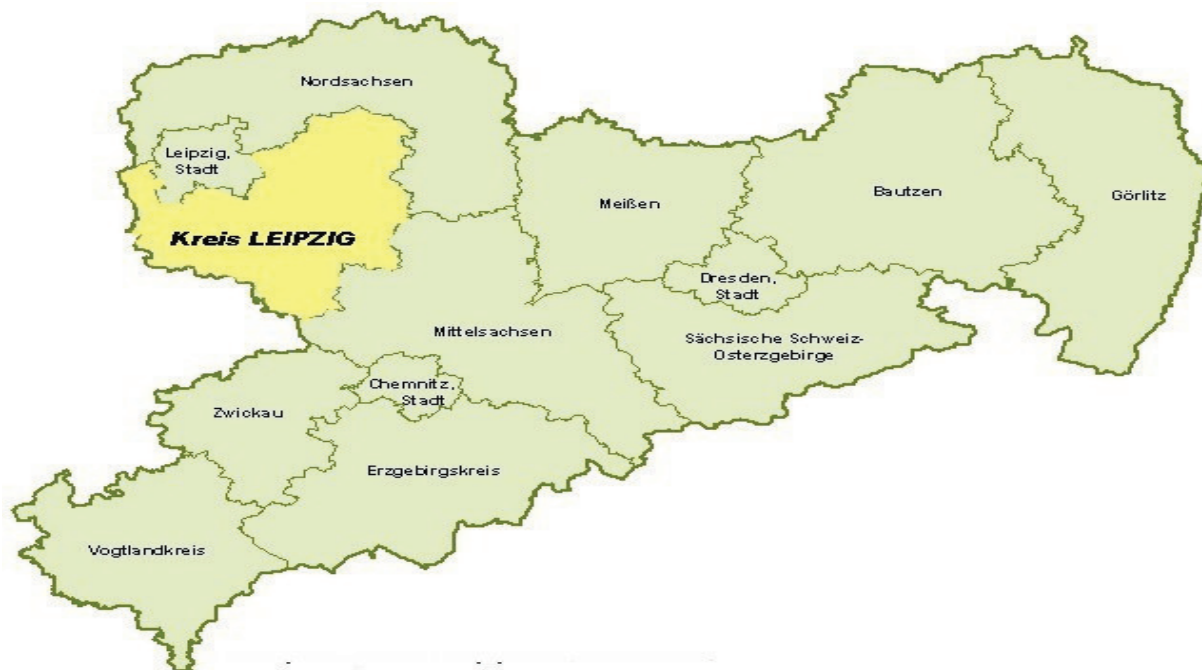 Nordsachsen
Leipzig,
Stadt
Kreis LEIPZIG
Meißen
Bautzen
Görlitz
Dresden,
Stadt
Mittelsachsen
Sächsische Schweiz-
Osterzgebirge
Chemnitz,
Stadt
Zwickau
Erzgebirgskreis
Vogtlandkreis